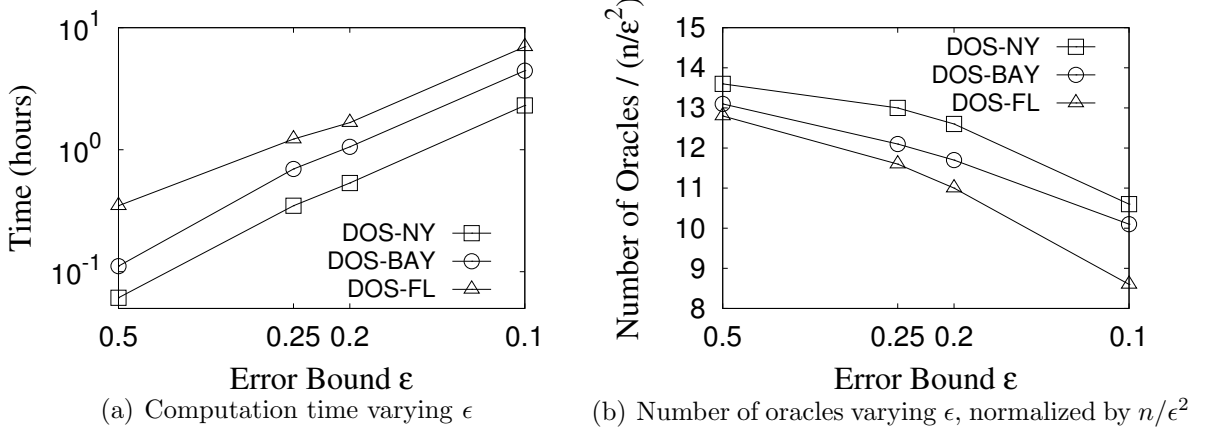 10^1
10^0
10^-1
Time (hours)
DOS-NY
DOS-BAY
DOS-FL
0.5 0.25 0.2 0.1
Error Bound ε
(a) Computation time varying ϵ
15
14
13
12
11
10
9
8
Number of Oracles / (n/ε²)
DOS-NY
DOS-BAY
DOS-FL
0.5 0.25 0.2 0.1
Error Bound ε
(b) Number of oracles varying ϵ, normalized by n/ϵ²